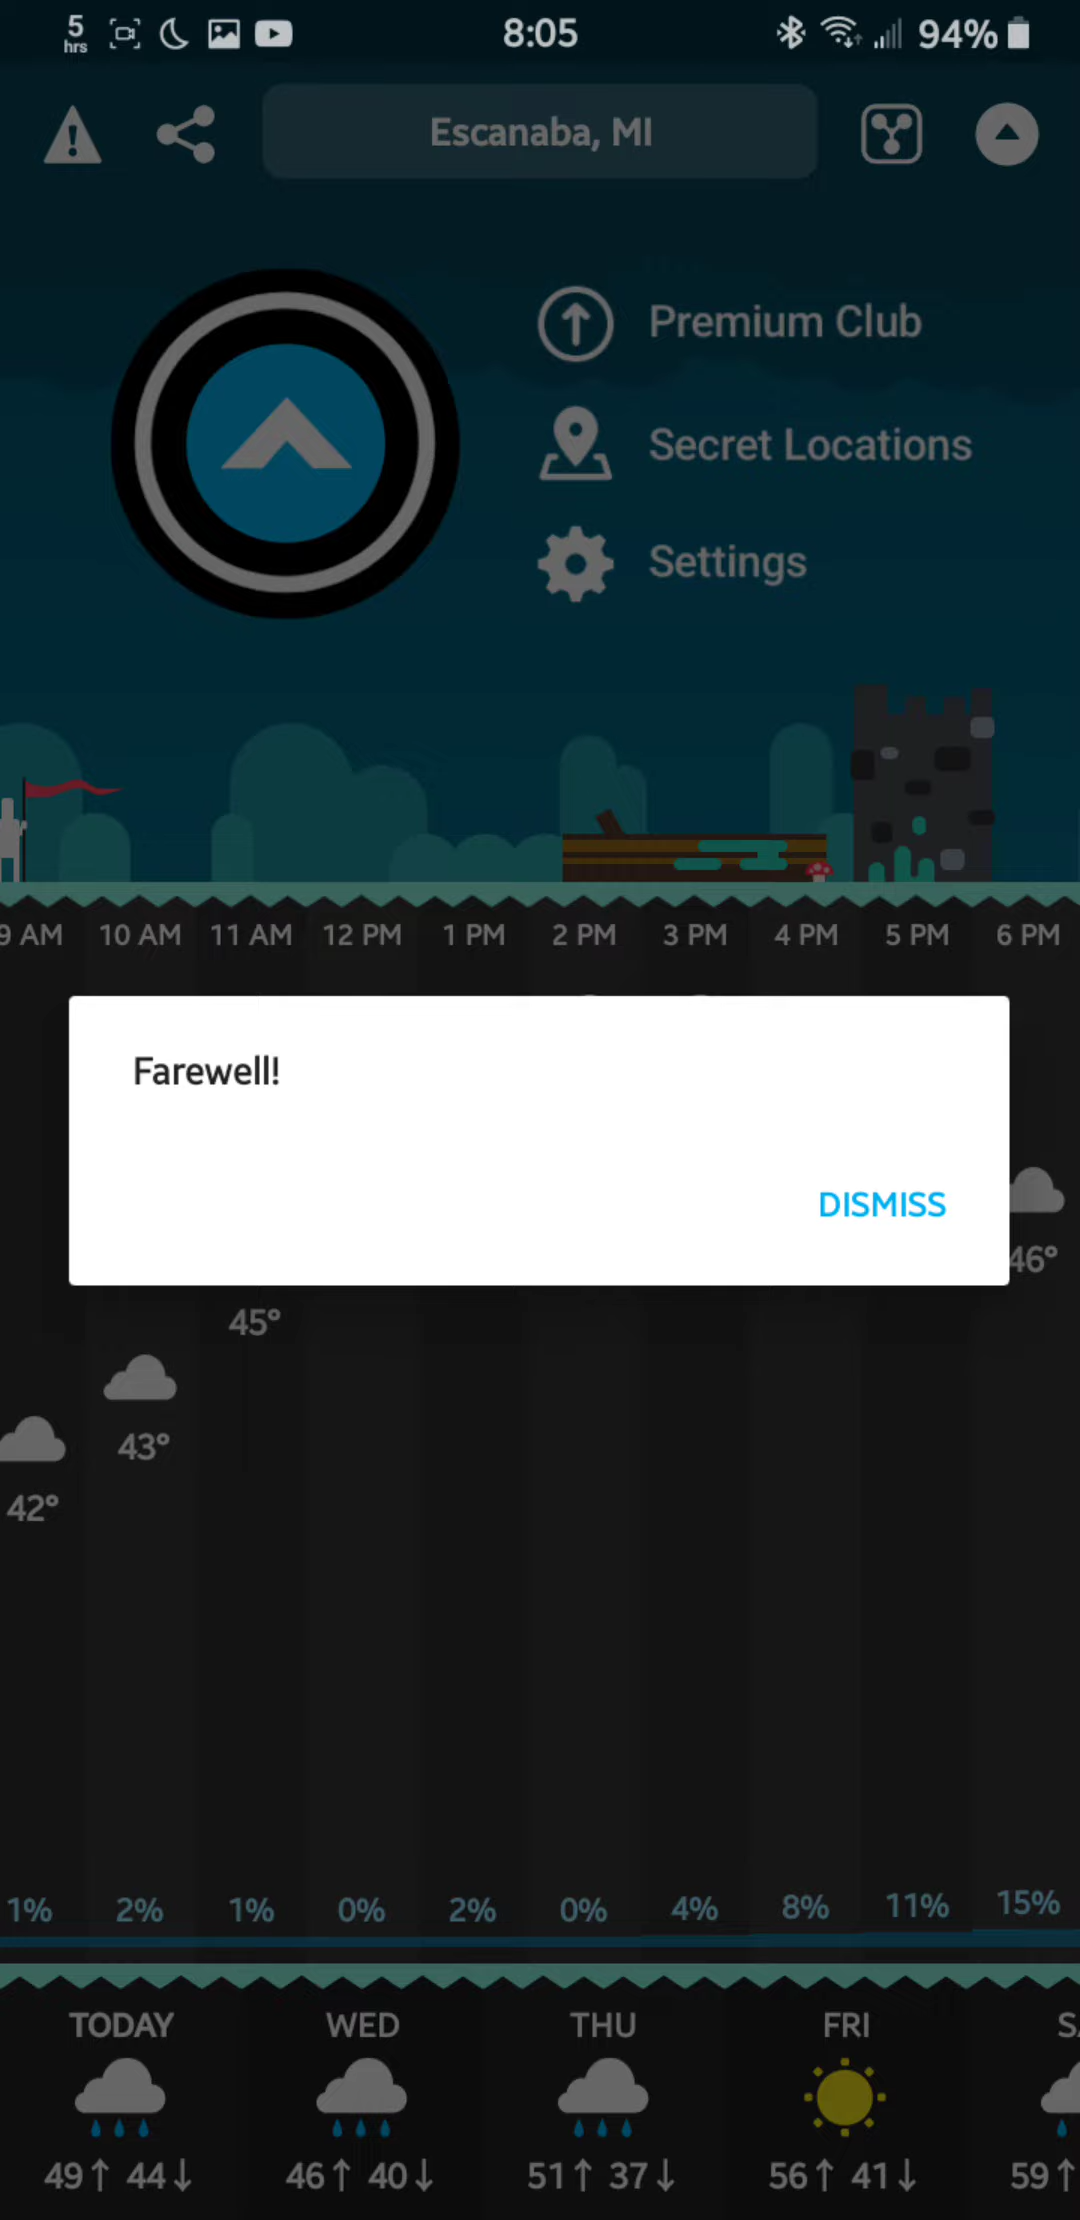 5 hrs 8:05 94%
Escanaba, MI
Premium Club
Secret Locations
Settings
9 AM 10 AM 11 AM 12 PM 1 PM 2 PM 3 PM 4 PM 5 PM 6 PM
Farewell!
DISMISS
46°
45°
43°
42°
1% 2% 1% 0% 2% 0% 4% 8% 11% 15%
TODAY WED THU FRI
49↑ 44↓ 46↑ 40↓ 51↑ 37↓ 56↑ 41↓ 59↑